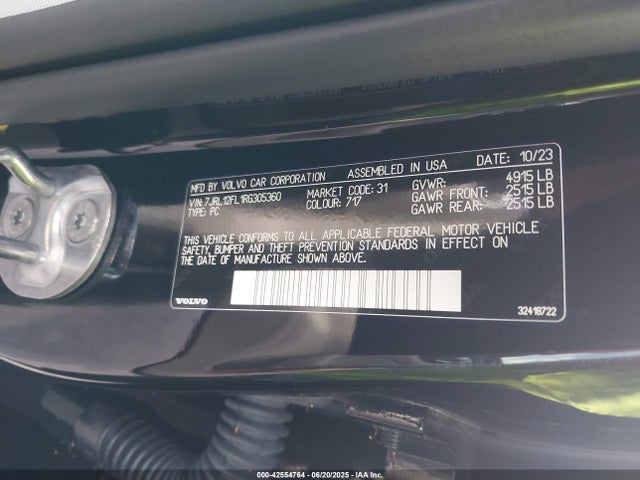 MFD BY VOLVO CAR CORPORATION ASSEMBLED IN USA DATE: 10/23
VIN: 7JRL12FL1RG305360 MARKET CODE: 31 GVWR: 4915 LB
TYPE: PC COLOUR: 717 GAWR FRONT: 2515 LB
GAWR REAR: 2515 LB
THIS VEHICLE CONFORMS TO ALL APPLICABLE FEDERAL MOTOR VEHICLE
SAFETY, BUMPER AND THEFT PREVENTION STANDARDS IN EFFECT ON
THE DATE OF MANUFACTURE SHOWN ABOVE.
VOLVO 32418722
000-42554764 - 06/20/2025 - IAA Inc.